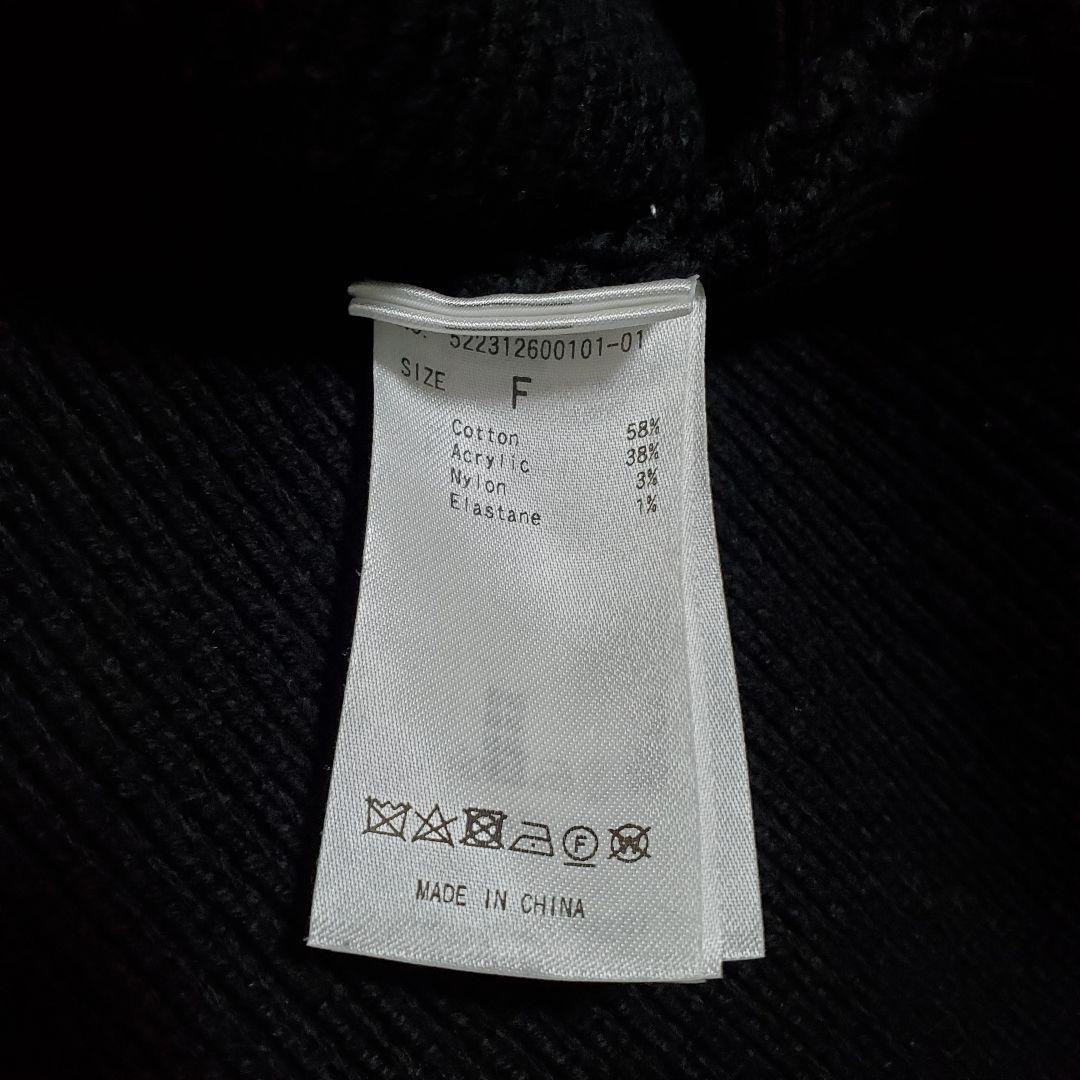 522312600101-01
SIZE F
Cotton 58%
Acrylic 38%
Nylon 3%
Elastane 1%
F W
MADE IN CHINA